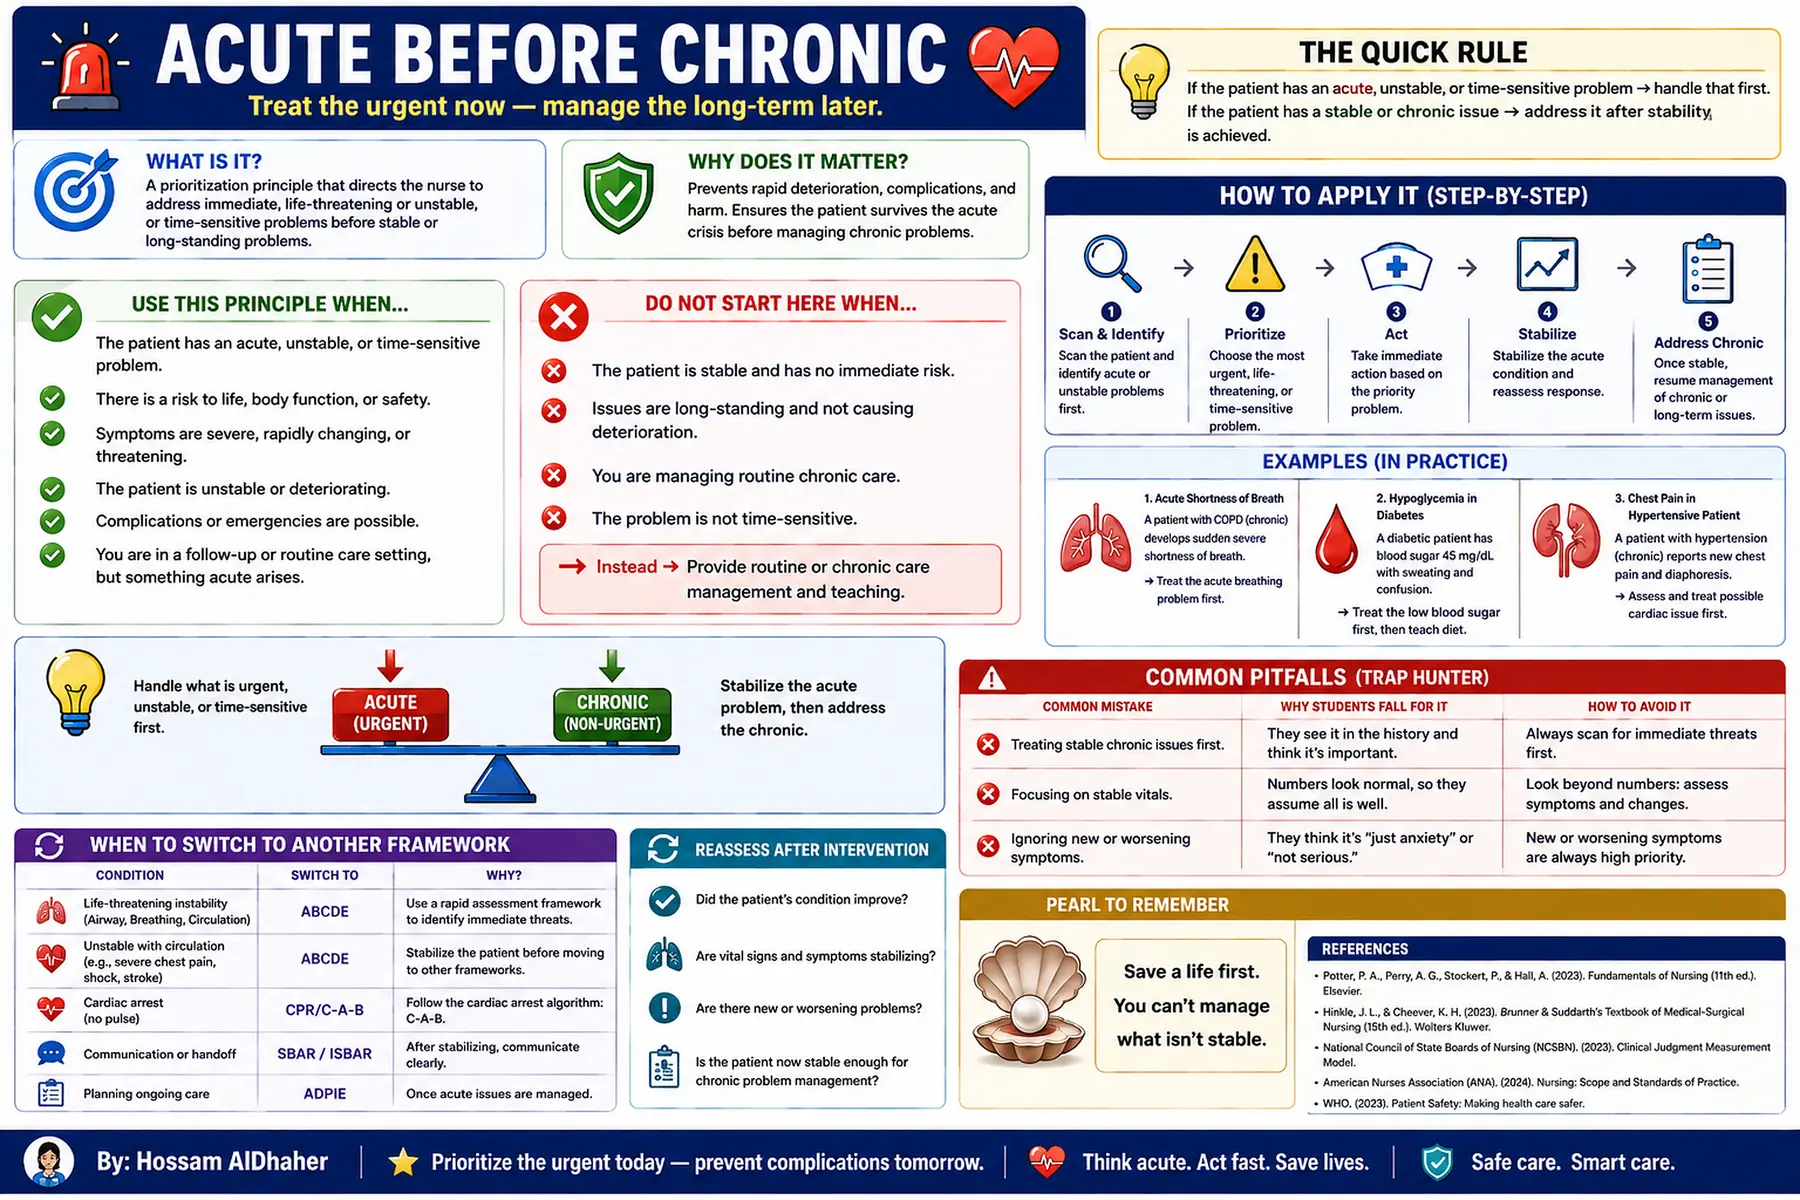 ACUTE BEFORE CHRONIC
Treat the urgent now — manage the long-term later.
THE QUICK RULE
If the patient has an acute, unstable, or time-sensitive problem → handle that first.
If the patient has a stable or chronic issue → address it after stability,
is achieved.
WHAT IS IT?
A prioritization principle that directs the nurse to
address immediate, life-threatening or unstable,
or time-sensitive problems before stable or
long-standing problems.
WHY DOES IT MATTER?
Prevents rapid deterioration, complications, and
harm. Ensures the patient survives the acute
crisis before managing chronic problems.
HOW TO APPLY IT (STEP-BY-STEP)
1
Scan & Identify
Scan the patient and
identify acute or
unstable problems
first.
2
Prioritize
Choose the most
urgent, life-
threatening, or
time-sensitive
problem.
3
Act
Take immediate
action based on
the priority
problem.
4
Stabilize
Stabilize the acute
condition and
reassess response.
5
Address Chronic
Once stable,
resume management
of chronic or
long-term issues.
USE THIS PRINCIPLE WHEN...
The patient has an acute, unstable, or time-sensitive
problem.
There is a risk to life, body function, or safety.
Symptoms are severe, rapidly changing, or
threatening.
The patient is unstable or deteriorating.
Complications or emergencies are possible.
You are in a follow-up or routine care setting,
but something acute arises.
DO NOT START HERE WHEN...
The patient is stable and has no immediate risk.
Issues are long-standing and not causing
deterioration.
You are managing routine chronic care.
The problem is not time-sensitive.
→ Instead → Provide routine or chronic care
management and teaching.
EXAMPLES (IN PRACTICE)
1. Acute Shortness of Breath
A patient with COPD (chronic)
develops sudden severe
shortness of breath.
→ Treat the acute breathing
problem first.
2. Hypoglycemia in
Diabetes
A diabetic patient has
blood sugar 45 mg/dL
with sweating and
confusion.
→ Treat the low blood sugar
first, then teach diet.
3. Chest Pain in
Hypertensive Patient
A patient with hypertension
(chronic) reports new chest
pain and diaphoresis.
→ Assess and treat possible
cardiac issue first.
Handle what is urgent,
unstable, or time-sensitive
first.
ACUTE
(URGENT)
CHRONIC
(NON-URGENT)
Stabilize the acute
problem, then address
the chronic.
COMMON PITFALLS (TRAP HUNTER)
COMMON MISTAKE
WHY STUDENTS FALL FOR IT
HOW TO AVOID IT
Treating stable chronic issues first.
They see it in the history and
think it's important.
Always scan for immediate threats
first.
Focusing on stable vitals.
Numbers look normal, so they
assume all is well.
Look beyond numbers: assess
symptoms and changes.
Ignoring new or worsening
symptoms.
They think it's “just anxiety” or
“not serious.”
New or worsening symptoms
are always high priority.
WHEN TO SWITCH TO ANOTHER FRAMEWORK
CONDITION
SWITCH TO
WHY?
Life-threatening instability
(Airway, Breathing, Circulation)
ABCDE
Use a rapid assessment framework
to identify immediate threats.
Unstable with circulation
(e.g., severe chest pain,
shock, stroke)
ABCDE
Stabilize the patient before moving
to other frameworks.
Cardiac arrest
(no pulse)
CPR/C-A-B
Follow the cardiac arrest algorithm:
C-A-B.
Communication or handoff
SBAR / ISBAR
After stabilizing, communicate
clearly.
Planning ongoing care
ADPIE
Once acute issues are managed.
REASSESS AFTER INTERVENTION
Did the patient's condition improve?
Are vital signs and symptoms stabilizing?
Are there new or worsening problems?
Is the patient now stable enough for
chronic problem management?
PEARL TO REMEMBER
Save a life first.
You can't manage
what isn't stable.
REFERENCES
• Potter, P. A., Perry, A. G., Stockert, P., & Hall, A. (2023). Fundamentals of Nursing (11th ed.).
Elsevier.
• Hinkle, J. L., & Cheever, K. H. (2023). Brunner & Suddarth's Textbook of Medical-Surgical
Nursing (15th ed.). Wolters Kluwer.
• National Council of State Boards of Nursing (NCSBN). (2023). Clinical Judgment Measurement
Model.
• American Nurses Association (ANA). (2024). Nursing: Scope and Standards of Practice.
• WHO. (2023). Patient Safety: Making health care safer.
By: Hossam AlDhaher
Prioritize the urgent today — prevent complications tomorrow.
Think acute. Act fast. Save lives.
Safe care. Smart care.